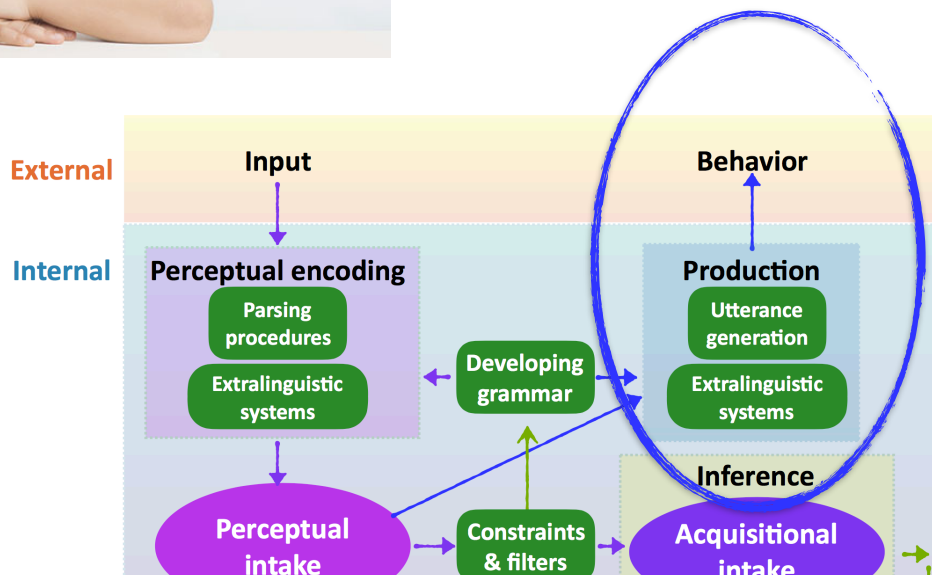 External
Input
Behavior
Internal
Perceptual encoding
Parsing
procedures
Extralinguistic
systems
Developing
grammar
Production
Utterance
generation
Extralinguistic
systems
Inference
Perceptual
intake
Constraints
& filters
Acquisitional
intake